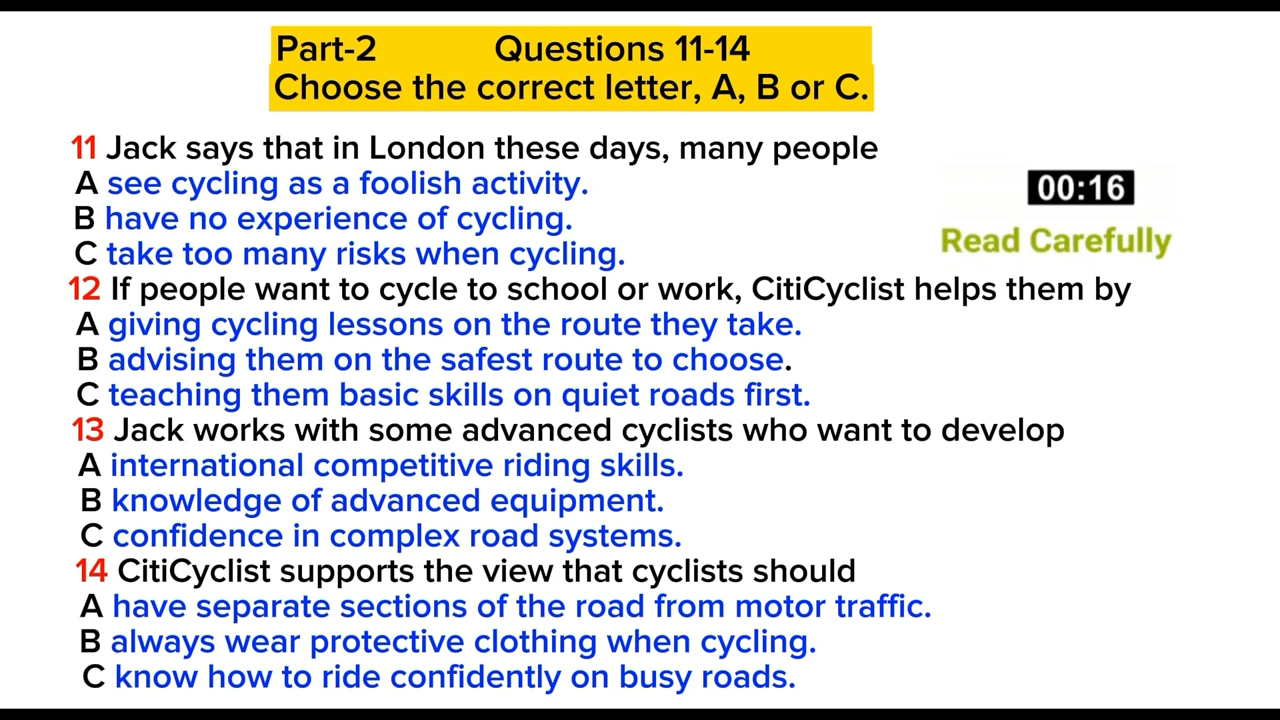 Part-2 Questions 11-14
Choose the correct letter, A, B or C.
11 Jack says that in London these days, many people
A see cycling as a foolish activity.
B have no experience of cycling.
C take too many risks when cycling.
00:16
Read Carefully
12 If people want to cycle to school or work, CitiCyclist helps them by
A giving cycling lessons on the route they take.
B advising them on the safest route to choose.
C teaching them basic skills on quiet roads first.
13 Jack works with some advanced cyclists who want to develop
A international competitive riding skills.
B knowledge of advanced equipment.
C confidence in complex road systems.
14 CitiCyclist supports the view that cyclists should
A have separate sections of the road from motor traffic.
B always wear protective clothing when cycling.
C know how to ride confidently on busy roads.